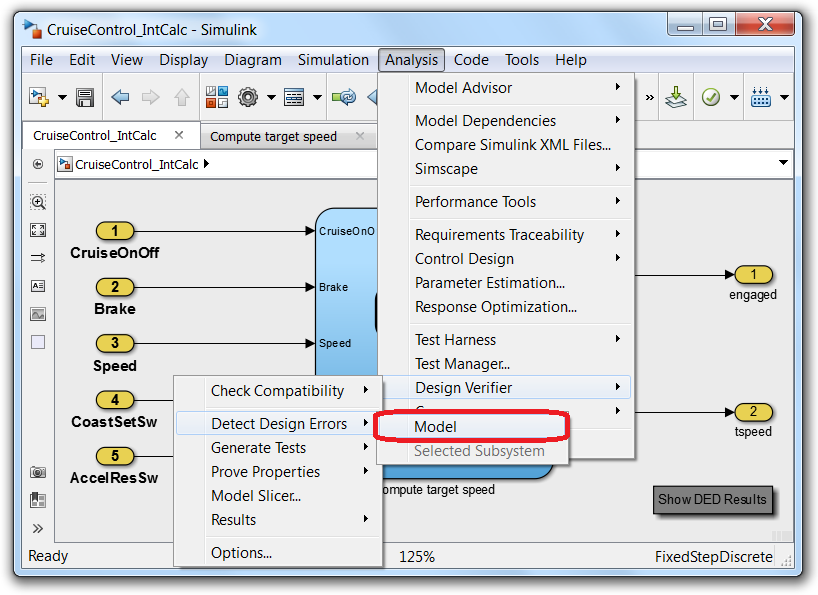 CruiseControl_IntCalc - Simulink
File Edit View Display Diagram Simulation Analysis Code Tools Help
Model Advisor
Model Dependencies
Compare Simulink XML Files...
Simscape
Performance Tools
Requirements Traceability
Control Design
Parameter Estimation...
Response Optimization...
Test Harness
Test Manager...
Design Verifier
»
CruiseControl_IntCalc
Compute target speed
CruiseControl_IntCalc
1
CruiseOnOff
2
Brake
3
Speed
4
CoastSetSw
5
AccelResSw
CruiseOnO
Brake
Speed
1
engaged
2
tspeed
Check Compatibility
Detect Design Errors
Generate Tests
Prove Properties
Model Slicer...
Results
Options...
Model
Selected Subsystem
ompute target speed
Show DED Results
Ready
125%
FixedStepDiscrete